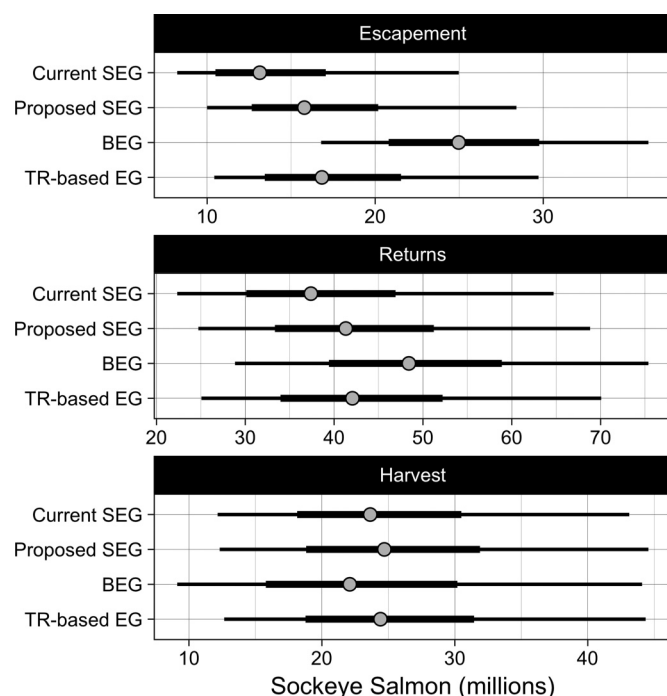 Escapement
Current SEG
Proposed SEG
BEG
TR-based EG
10 20 30
Returns
Current SEG
Proposed SEG
BEG
TR-based EG
20 30 40 50 60 70
Harvest
Current SEG
Proposed SEG
BEG
TR-based EG
10 20 30 40
Sockeye Salmon (millions)